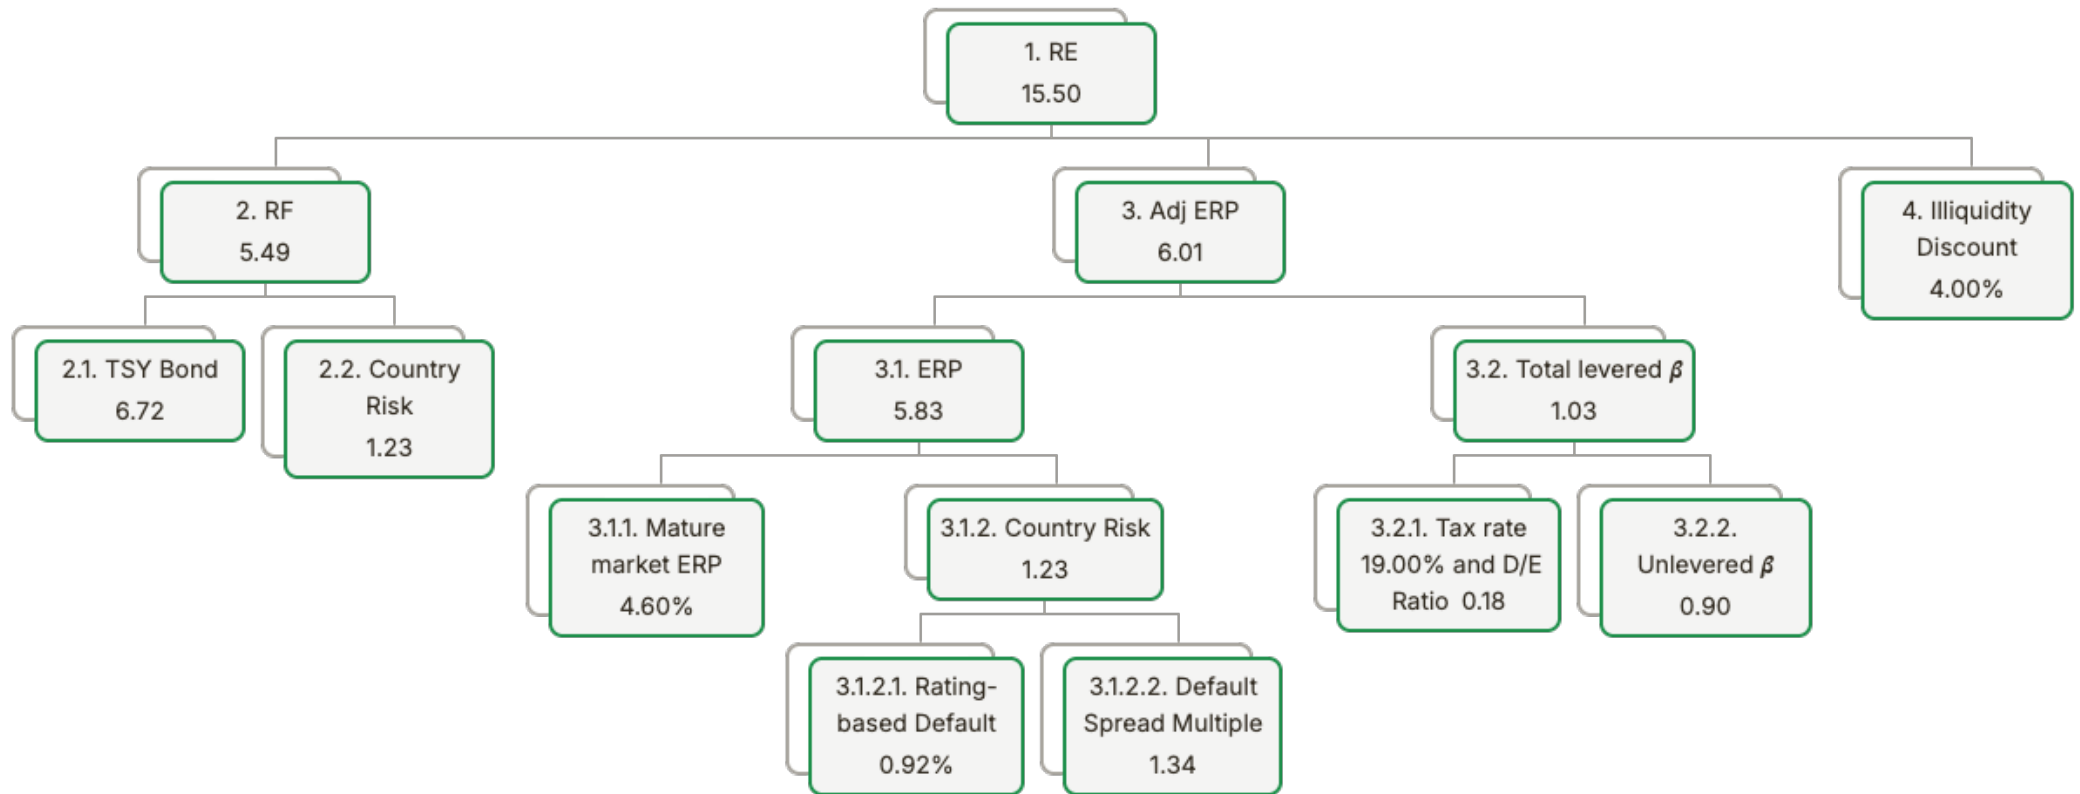 1. RE
15.50
2. RF
5.49
3. Adj ERP
6.01
4. Illiquidity
Discount
4.00%
2.1. TSY Bond
6.72
2.2. Country
Risk
1.23
3.1. ERP
5.83
3.2. Total levered β
1.03
3.1.1. Mature
market ERP
4.60%
3.1.2. Country Risk
1.23
3.2.1. Tax rate
19.00% and D/E
Ratio 0.18
3.2.2.
Unlevered β
0.90
3.1.2.1. Rating-
based Default
0.92%
3.1.2.2. Default
Spread Multiple
1.34